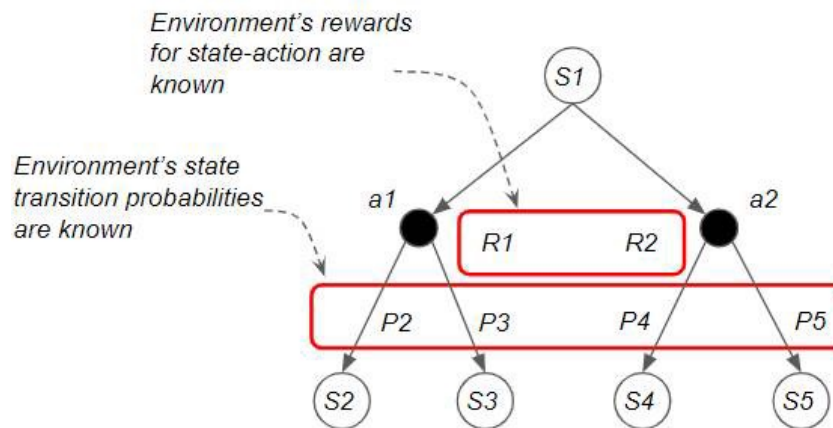 Environment's rewards
for state-action are
known
S1
Environment's state
transition probabilities
are known
a1
a2
R1 R2
P2 P3 P4 P5
S2 S3 S4 S5